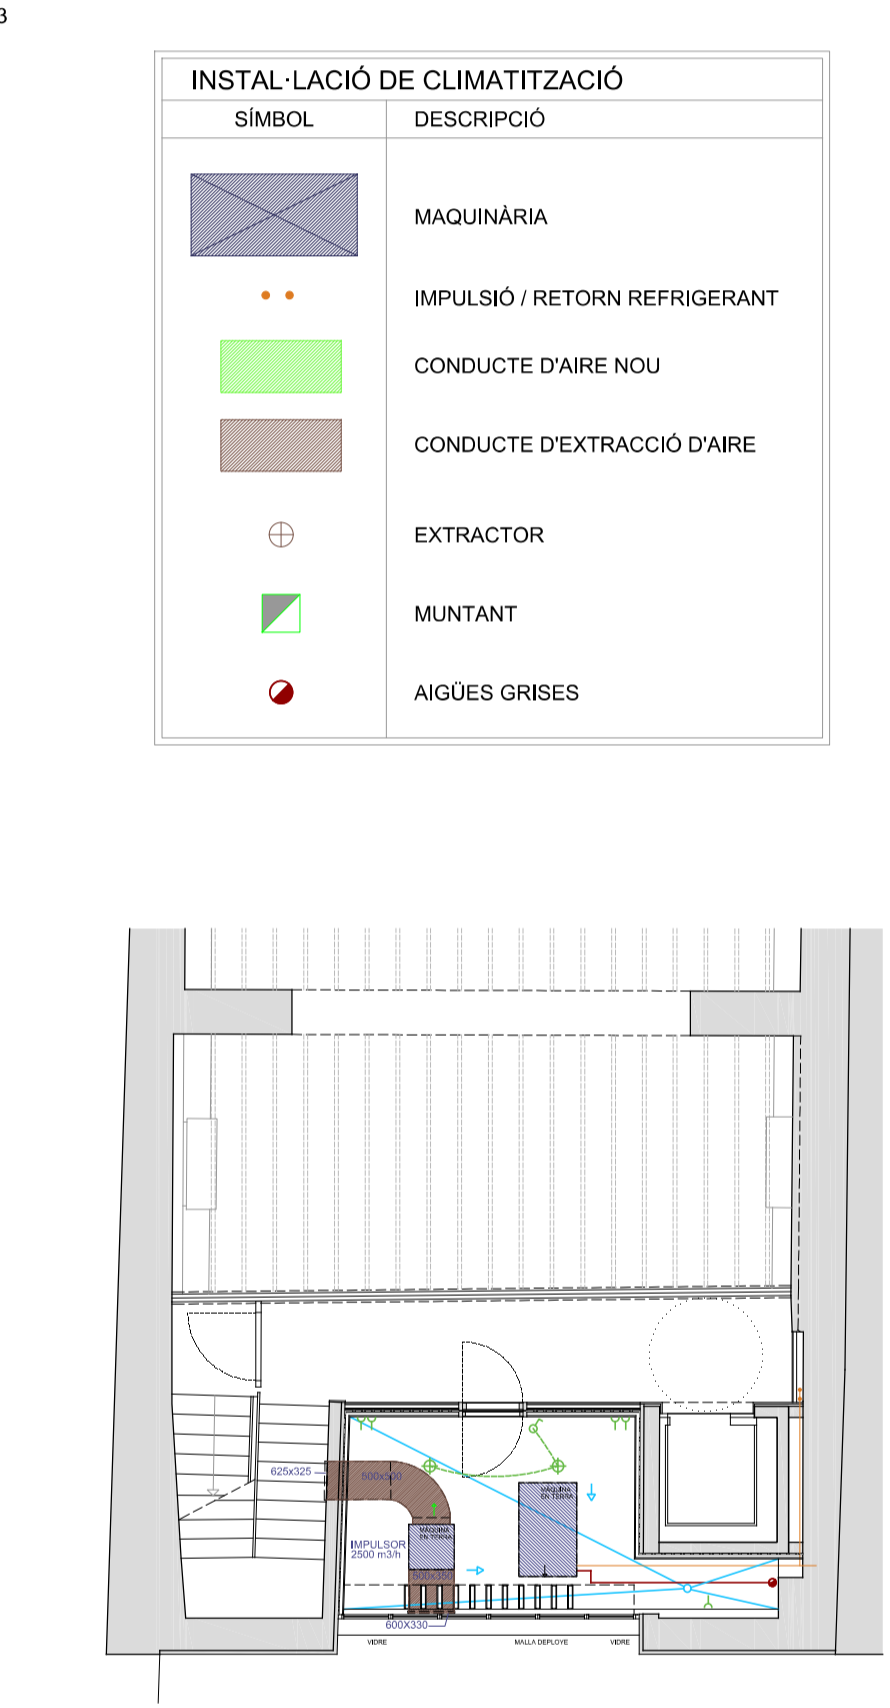 3
INSTAL·LACIÓ DE CLIMATITZACIÓ
SÍMBOL
DESCRIPCIÓ
MAQUINÀRIA
IMPULSIÓ / RETORN REFRIGERANT
CONDUCTE D'AIRE NOU
CONDUCTE D'EXTRACCIÓ D'AIRE
EXTRACTOR
MUNTANT
AIGÜES GRISES
625x325
500x500
MÀQUINA
EN TERRA
MÀQUINA
EN TERRA
IMPULSOR
2500 m3/h
500x350
600X330
VIDRE
MALLA DEPLOYE
VIDRE